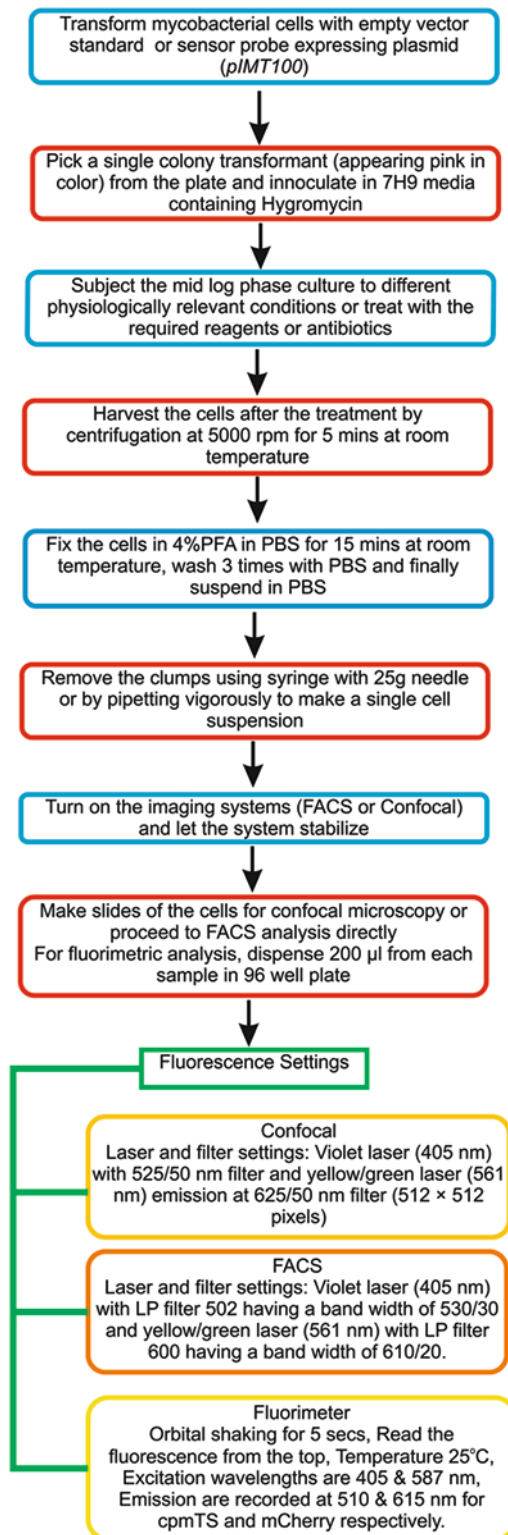 Transform mycobacterial cells with empty vector
standard or sensor probe expressing plasmid
(pIMT100)
Pick a single colony transformant (appearing pink in
color) from the plate and innoculate in 7H9 media
containing Hygromycin
Subject the mid log phase culture to different
physiologically relevant conditions or treat with the
required reagents or antibiotics
Harvest the cells after the treatment by
centrifugation at 5000 rpm for 5 mins at room
temperature
Fix the cells in 4%PFA in PBS for 15 mins at room
temperature, wash 3 times with PBS and finally
suspend in PBS
Remove the clumps using syringe with 25g needle
or by pipetting vigorously to make a single cell
suspension
Turn on the imaging systems (FACS or Confocal)
and let the system stabilize
Make slides of the cells for confocal microscopy or
proceed to FACS analysis directly
For fluorimetric analysis, dispense 200 µl from each
sample in 96 well plate
Fluorescence Settings
Confocal
Laser and filter settings: Violet laser (405 nm)
with 525/50 nm filter and yellow/green laser (561
nm) emission at 625/50 nm filter (512 × 512
pixels)
FACS
Laser and filter settings: Violet laser (405 nm)
with LP filter 502 having a band width of 530/30
and yellow/green laser (561 nm) with LP filter
600 having a band width of 610/20.
Fluorimeter
Orbital shaking for 5 secs, Read the
fluorescence from the top, Temperature 25°C,
Excitation wavelengths are 405 & 587 nm,
Emission are recorded at 510 & 615 nm for
cpmTS and mCherry respectively.